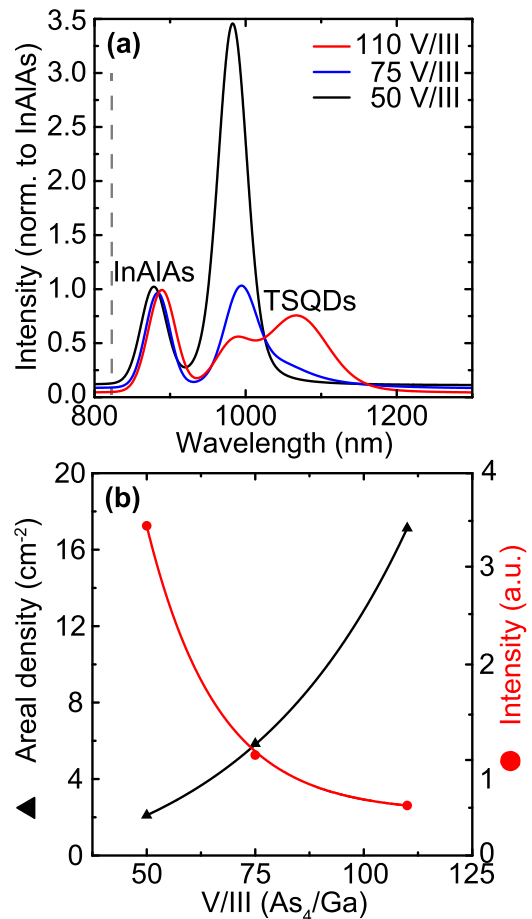 (a)
110 V/III
75 V/III
50 V/III
InAlAs
TSQDs
3.5
3.0
2.5
2.0
1.5
1.0
0.5
0.0
Intensity (norm. to InAlAs)
800
1000
1200
Wavelength (nm)
(b)
20
16
12
8
4
0
Areal density (cm-2)
4
3
2
1
0
Intensity (a.u.)
50
75
100
125
V/III (As4/Ga)